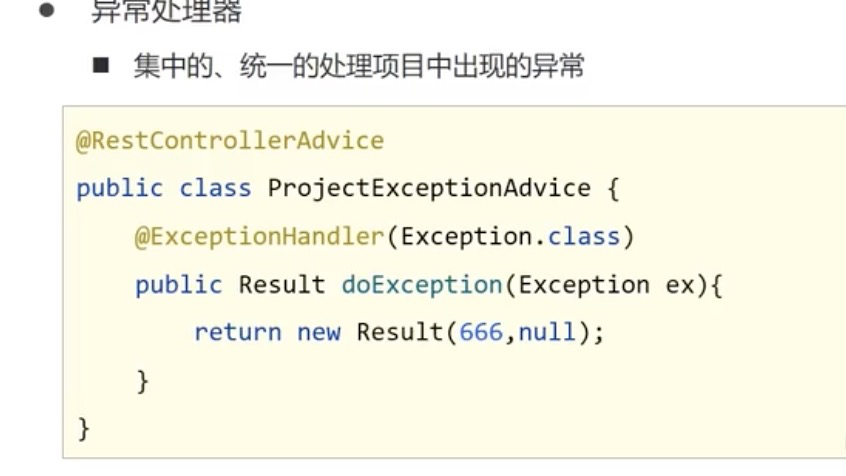 ● 异常处理器
■ 集中的、统一的处理项目中出现的异常
@RestControllerAdvice
public class ProjectExceptionAdvice {
@ExceptionHandler(Exception.class)
public Result doException(Exception ex){
return new Result(666,null);
}
}